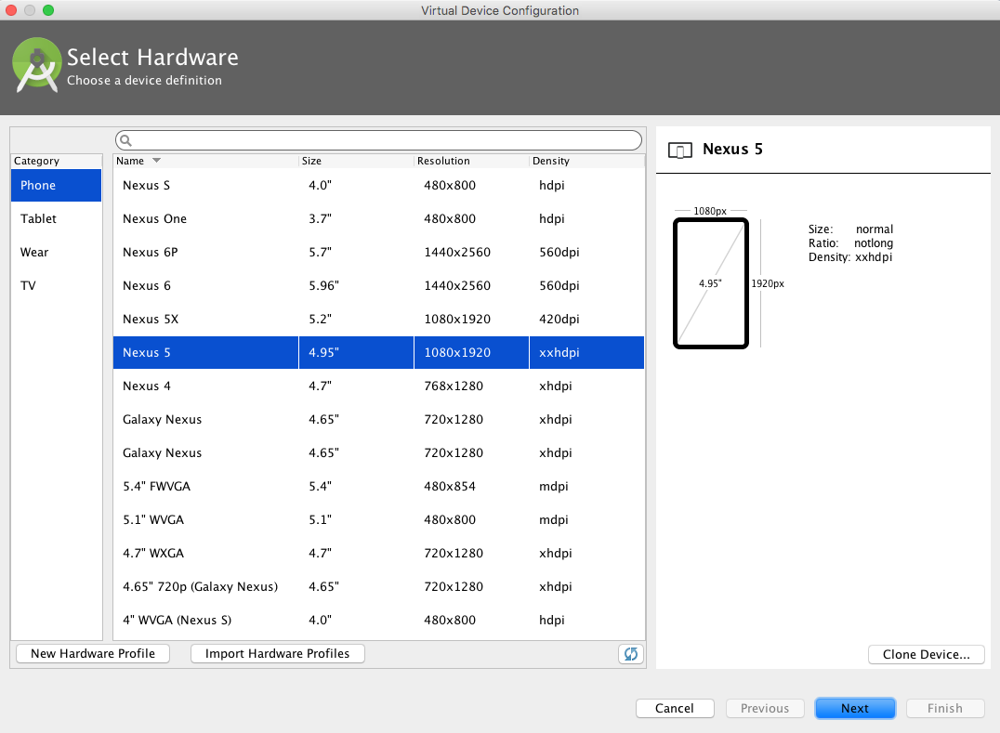 Virtual Device Configuration
Select Hardware
Choose a device definition
Category
Phone
Tablet
Wear
TV
Name Size Resolution Density
Nexus S 4.0" 480x800 hdpi
Nexus One 3.7" 480x800 hdpi
Nexus 6P 5.7" 1440x2560 560dpi
Nexus 6 5.96" 1440x2560 560dpi
Nexus 5X 5.2" 1080x1920 420dpi
Nexus 5 4.95" 1080x1920 xxhdpi
Nexus 4 4.7" 768x1280 xhdpi
Galaxy Nexus 4.65" 720x1280 xhdpi
Galaxy Nexus 4.65" 720x1280 xhdpi
5.4" FWVGA 5.4" 480x854 mdpi
5.1" WVGA 5.1" 480x800 mdpi
4.7" WXGA 4.7" 720x1280 xhdpi
4.65" 720p (Galaxy Nexus) 4.65" 720x1280 xhdpi
4" WVGA (Nexus S) 4.0" 480x800 hdpi
New Hardware Profile Import Hardware Profiles
Nexus 5
1080px
4.95"
1920px
Size: normal
Ratio: notlong
Density: xxhdpi
Clone Device...
Cancel Previous Next Finish